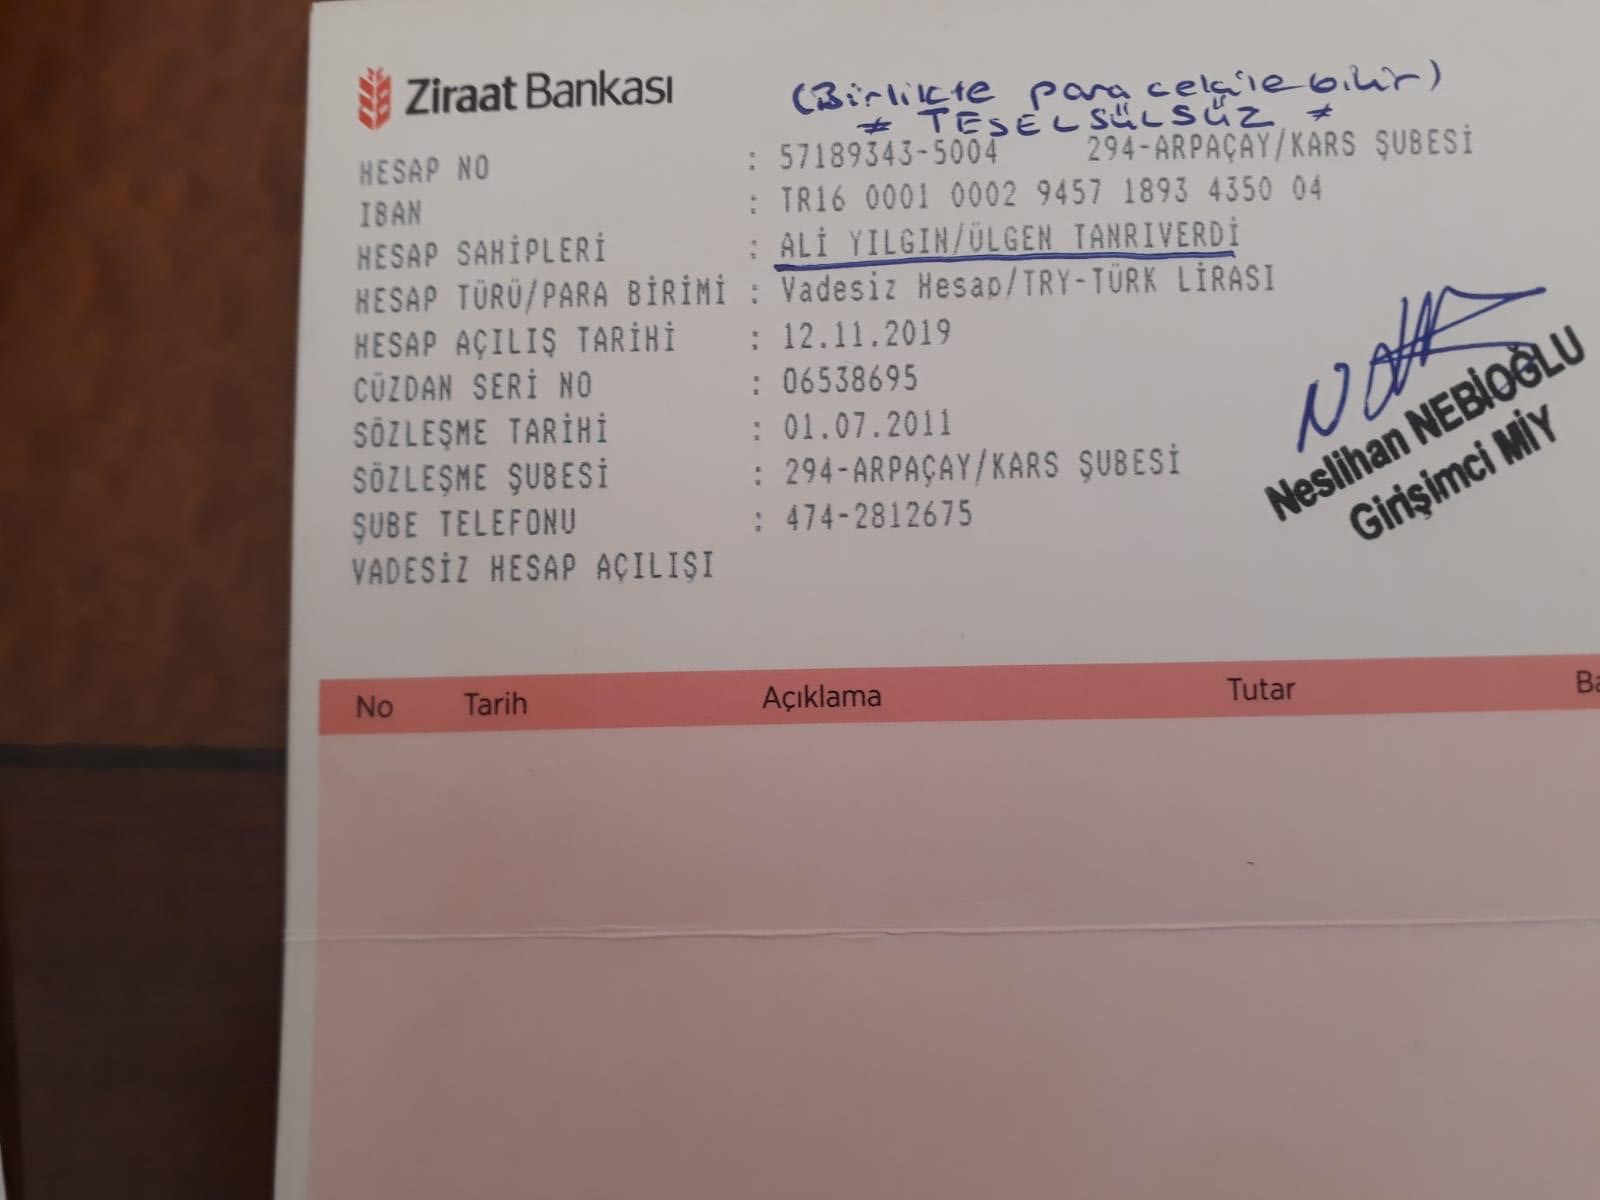 Ziraat Bankası
(Birlikte para çekilebilir)
* TESELSÜLSÜZ *
HESAP NO : 57189343-5004 294-ARPAÇAY/KARS ŞUBESİ
IBAN : TR16 0001 0002 9457 1893 4350 04
HESAP SAHİPLERİ : ALİ YILGIN/ÜLGEN TANRIVERDİ
HESAP TÜRÜ/PARA BİRİMİ : Vadesiz Hesap/TRY-TÜRK LİRASI
HESAP AÇILIŞ TARİHİ : 12.11.2019
CÜZDAN SERİ NO : 06538695
SÖZLEŞME TARİHİ : 01.07.2011
SÖZLEŞME ŞUBESİ : 294-ARPAÇAY/KARS ŞUBESİ
ŞUBE TELEFONU : 474-2812675
VADESİZ HESAP AÇILIŞI
Neslihan NEBİOĞLU
Girişimci MİY
No Tarih Açıklama Tutar Ba